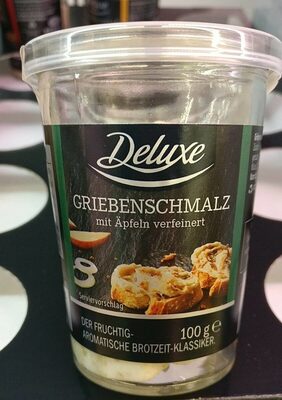 Deluxe
GRIEBENSCHMALZ
mit Äpfeln verfeinert
Serviervorschlag
DER FRUCHTIG-
AROMATISCHE BROTZEIT-KLASSIKER.
100 g ℮